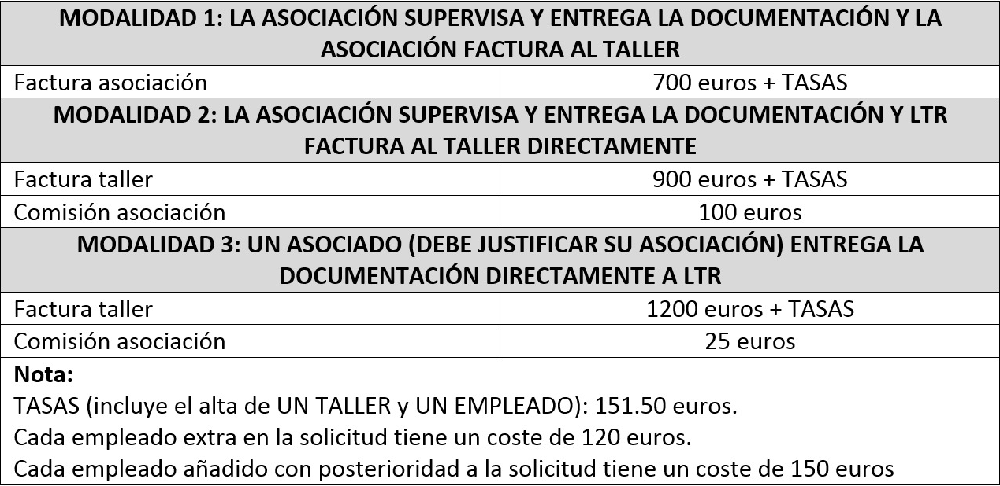 MODALIDAD 1: LA ASOCIACIÓN SUPERVISA Y ENTREGA LA DOCUMENTACIÓN Y LA
ASOCIACIÓN FACTURA AL TALLER
Factura asociación 700 euros + TASAS
MODALIDAD 2: LA ASOCIACIÓN SUPERVISA Y ENTREGA LA DOCUMENTACIÓN Y LTR
FACTURA AL TALLER DIRECTAMENTE
Factura taller 900 euros + TASAS
Comisión asociación 100 euros
MODALIDAD 3: UN ASOCIADO (DEBE JUSTIFICAR SU ASOCIACIÓN) ENTREGA LA
DOCUMENTACIÓN DIRECTAMENTE A LTR
Factura taller 1200 euros + TASAS
Comisión asociación 25 euros
Nota:
TASAS (incluye el alta de UN TALLER y UN EMPLEADO): 151.50 euros.
Cada empleado extra en la solicitud tiene un coste de 120 euros.
Cada empleado añadido con posterioridad a la solicitud tiene un coste de 150 euros